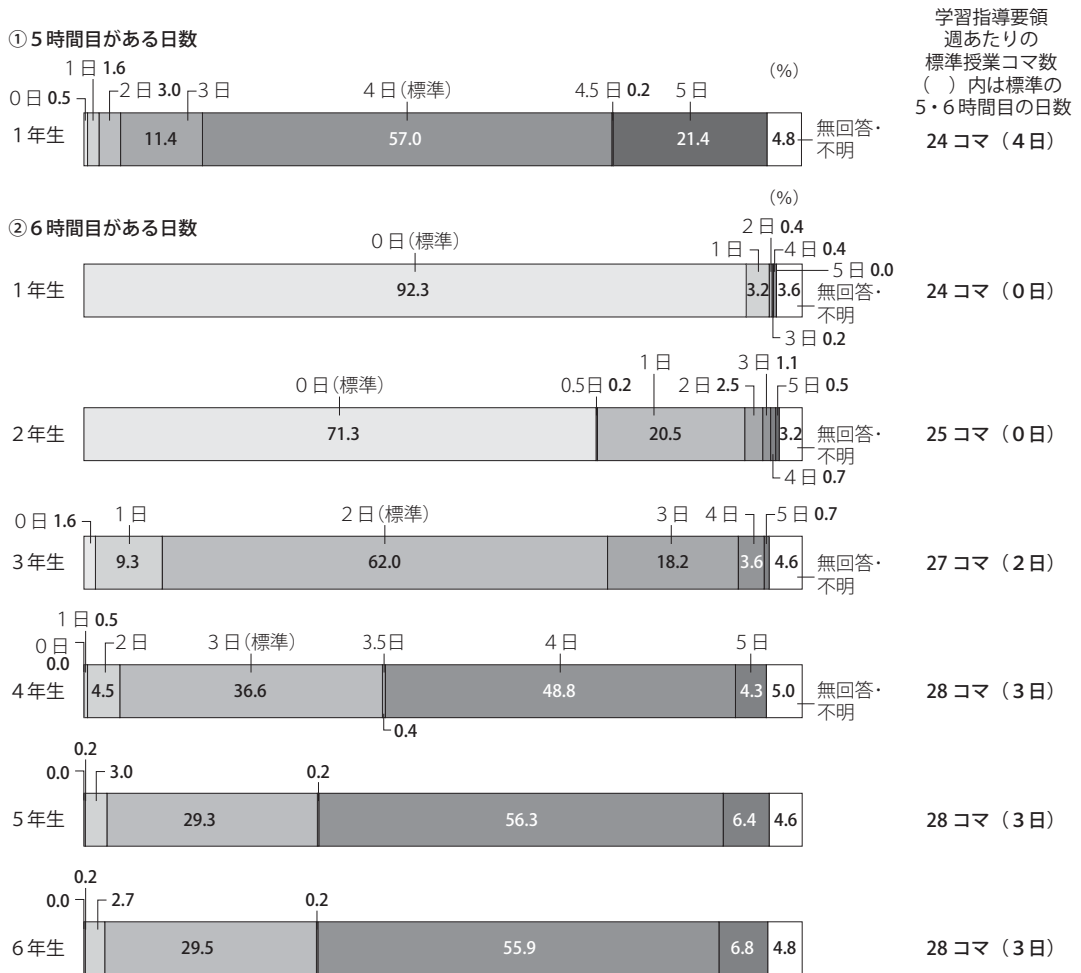 学習指導要領
週あたりの
標準授業コマ数
（　）内は標準の
5・6時間目の日数
①5時間目がある日数
(%)
1日 1.6
0日 0.5
2日 3.0
3日
4日(標準)
4.5日 0.2
5日
1年生
11.4
57.0
21.4
4.8
無回答・
不明
24コマ（4日）
(%)
②6時間目がある日数
0日(標準)
1日
2日 0.4
4日 0.4
5日 0.0
1年生
92.3
3.2
3.6
無回答・
不明
24コマ（0日）
3日 0.2
0日(標準)
0.5日 0.2
1日
2日 2.5
3日 1.1
5日 0.5
2年生
71.3
20.5
3.2
無回答・
不明
25コマ（0日）
4日 0.7
0日 1.6
1日
2日(標準)
3日
4日
5日 0.7
3年生
9.3
62.0
18.2
3.6
4.6
無回答・
不明
27コマ（2日）
1日 0.5
0日
0.0
2日
3日(標準)
3.5日
4日
5日
4年生
4.5
36.6
48.8
4.3
5.0
無回答・
不明
28コマ（3日）
0.4
0.2
0.0
3.0
0.2
5年生
29.3
56.3
6.4
4.6
28コマ（3日）
0.2
0.0
2.7
0.2
6年生
29.5
55.9
6.8
4.8
28コマ（3日）